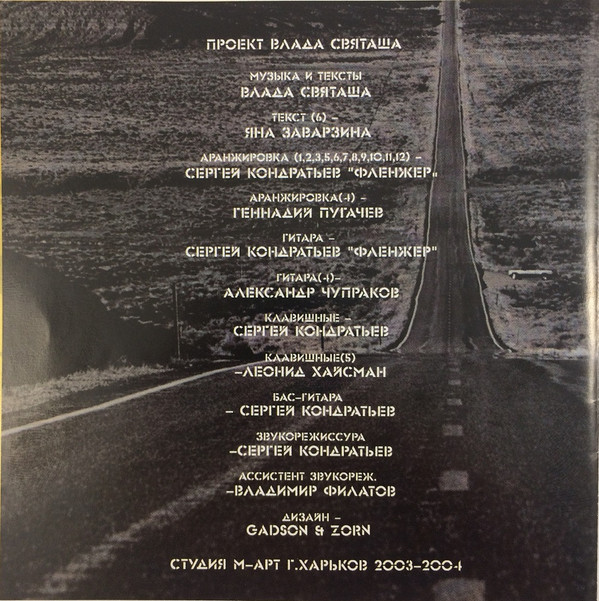 ПРОЕКТ ВЛАДА СВЯТАША
МУЗЫКА И ТЕКСТЫ
ВЛАДА СВЯТАША
ТЕКСТ (6) –
ЯНА ЗАВАРЗИНА
АРАНЖИРОВКА (1,2,3,5,6,7,8,9,10,11,12) –
СЕРГЕЙ КОНДРАТЬЕВ "ФЛЕНЖЕР"
АРАНЖИРОВКА(4) –
ГЕННАДИЙ ПУГАЧЕВ
ГИТАРА –
СЕРГЕЙ КОНДРАТЬЕВ "ФЛЕНЖЕР"
ГИТАРА(4)–
АЛЕКСАНДР ЧУПРАКОВ
КЛАВИШНЫЕ –
СЕРГЕЙ КОНДРАТЬЕВ
КЛАВИШНЫЕ(5)
–ЛЕОНИД ХАЙСМАН
БАС–ГИТАРА
– СЕРГЕЙ КОНДРАТЬЕВ
ЗВУКОРЕЖИССУРА
–СЕРГЕЙ КОНДРАТЬЕВ
АССИСТЕНТ ЗВУКОРЕЖ.
–ВЛАДИМИР ФИЛАТОВ
ДИЗАЙН –
GADSON & ZORN
СТУДИЯ М–АРТ Г.ХАРЬКОВ 2003–2004